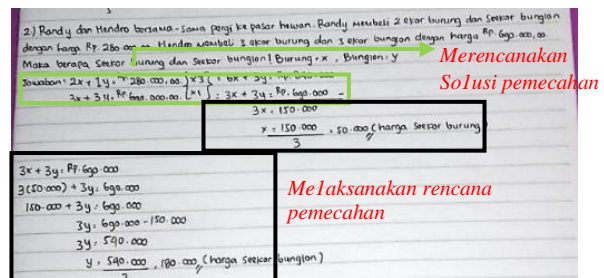 2.) Randy dan Hendro bersama-sama pergi ke pasar hewan. Randy membeli 2 ekor burung dan seekor bunglon
dengan harga Rp. 280.000,00. Hendro membeli 3 ekor burung dan 3 ekor bunglon dengan harga Rp. 690.000,00
Maka berapa seekor burung dan seekor bunglon! Burung = x , Bunglon = y
Merencanakan
So1usi pemecahan
Jawaban : 2x + 1y = 280.000,00 | x3 | = 6x + 3y = Rp. 840.000
3x + 3y = Rp. 690.000.00 | x1 | = 3x + 3y = Rp. 690.000 -
3x = 150.000
x = 150.000 = 50.000 (harga seekor burung
3
3x + 3y = Rp. 690.000
3(50.000) + 3y = 690.000
150.000 + 3y = 690.000
3y = 690.000 - 150.000
3y = 540.000
y = 540.000 = 180.000 (harga seekor bunglon)
3
Me1aksanakan rencana
pemecahan